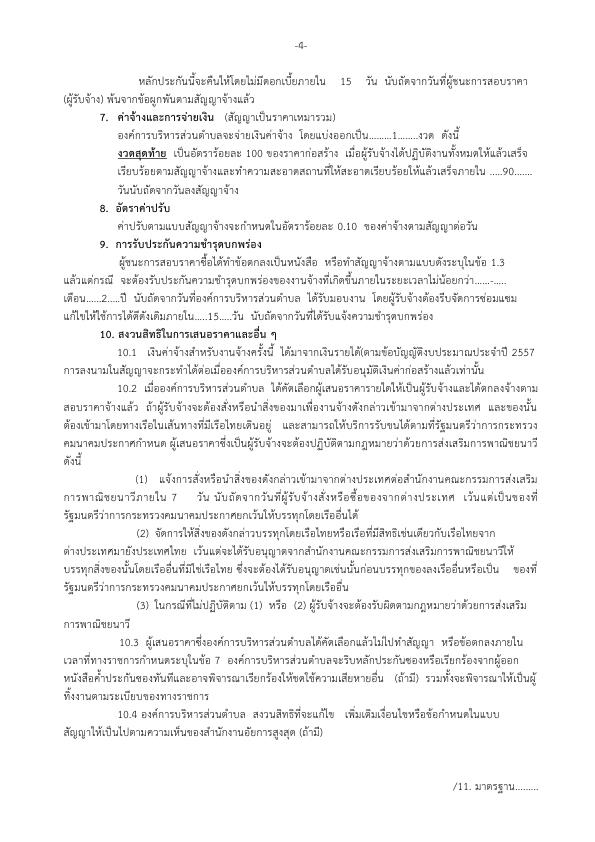 -4-
หลักประกันนี้จะคืนให้โดยไม่มีดอกเบี้ยภายใน 15 วัน นับถัดจากวันที่ผู้ชนะการสอบราคา
(ผู้รับจ้าง) พ้นจากข้อผูกพันตามสัญญาจ้างแล้ว
7. ค่าจ้างและการจ่ายเงิน (สัญญาเป็นราคาเหมารวม)
องค์การบริหารส่วนตำบลจะจ่ายเงินค่าจ้าง โดยแบ่งออกเป็น.........1........งวด ดังนี้
งวดสุดท้าย เป็นอัตราร้อยละ 100 ของราคาก่อสร้าง เมื่อผู้รับจ้างได้ปฏิบัติงานทั้งหมดให้แล้วเสร็จ
เรียบร้อยตามสัญญาจ้างและทำความสะอาดสถานที่ให้สะอาดเรียบร้อยให้แล้วเสร็จภายใน .....90.......
วันนับถัดจากวันลงสัญญาจ้าง
8. อัตราค่าปรับ
ค่าปรับตามแบบสัญญาจ้างจะกำหนดในอัตราร้อยละ 0.10 ของค่าจ้างตามสัญญาต่อวัน
9. การรับประกันความชำรุดบกพร่อง
ผู้ชนะการสอบราคาซื้อได้ทำข้อตกลงเป็นหนังสือ หรือทำสัญญาจ้างตามแบบดังระบุในข้อ 1.3
แล้วแต่กรณี จะต้องรับประกันความชำรุดบกพร่องของงานจ้างที่เกิดขึ้นภายในระยะเวลาไม่น้อยกว่า......-.....
เดือน......2.....ปี นับถัดจากวันที่องค์การบริหารส่วนตำบล ได้รับมอบงาน โดยผู้รับจ้างต้องรีบจัดการซ่อมแซม
แก้ไขให้ใช้การได้ดีดังเดิมภายใน.....15.....วัน นับถัดจากวันที่ได้รับแจ้งความชำรุดบกพร่อง
10. สงวนสิทธิในการเสนอราคาและอื่น ๆ
10.1 เงินค่าจ้างสำหรับงานจ้างครั้งนี้ ได้มาจากเงินรายได้(ตามข้อบัญญัติงบประมาณประจำปี 2557
การลงนามในสัญญาจะกระทำได้ต่อเมื่อองค์การบริหารส่วนตำบลได้รับอนุมัติเงินค่าก่อสร้างแล้วเท่านั้น
10.2 เมื่อองค์การบริหารส่วนตำบล ได้คัดเลือกผู้เสนอราคารายใดให้เป็นผู้รับจ้างและได้ตกลงจ้างตาม
สอบราคาจ้างแล้ว ถ้าผู้รับจ้างจะต้องสั่งหรือนำสิ่งของมาเพื่องานจ้างดังกล่าวเข้ามาจากต่างประเทศ และของนั้น
ต้องเข้ามาโดยทางเรือในเส้นทางที่มีเรือไทยเดินอยู่ และสามารถให้บริการรับขนได้ตามที่รัฐมนตรีว่าการกระทรวง
คมนาคมประกาศกำหนด ผู้เสนอราคาซึ่งเป็นผู้รับจ้างจะต้องปฏิบัติตามกฎหมายว่าด้วยการส่งเสริมการพาณิชยนาวี
ดังนี้
(1) แจ้งการสั่งหรือนำสิ่งของดังกล่าวเข้ามาจากต่างประเทศต่อสำนักงานคณะกรรมการส่งเสริม
การพาณิชยนาวีภายใน 7 วัน นับถัดจากวันที่ผู้รับจ้างสั่งหรือซื้อของจากต่างประเทศ เว้นแต่เป็นของที่
รัฐมนตรีว่าการกระทรวงคมนาคมประกาศยกเว้นให้บรรทุกโดยเรืออื่นได้
(2) จัดการให้สิ่งของดังกล่าวบรรทุกโดยเรือไทยหรือเรือที่มีสิทธิเช่นเดียวกับเรือไทยจาก
ต่างประเทศมายังประเทศไทย เว้นแต่จะได้รับอนุญาตจากสำนักงานคณะกรรมการส่งเสริมการพาณิชยนาวีให้
บรรทุกสิ่งของนั้นโดยเรืออื่นที่มิใช่เรือไทย ซึ่งจะต้องได้รับอนุญาตเช่นนั้นก่อนบรรทุกของลงเรืออื่นหรือเป็น ของที่
รัฐมนตรีว่าการกระทรวงคมนาคมประกาศยกเว้นให้บรรทุกโดยเรืออื่น
(3) ในกรณีที่ไม่ปฏิบัติตาม (1) หรือ (2) ผู้รับจ้างจะต้องรับผิดตามกฎหมายว่าด้วยการส่งเสริม
การพาณิชยนาวี
10.3 ผู้เสนอราคาซึ่งองค์การบริหารส่วนตำบลได้คัดเลือกแล้วไม่ไปทำสัญญา หรือข้อตกลงภายใน
เวลาที่ทางราชการกำหนดระบุในข้อ 7 องค์การบริหารส่วนตำบลจะริบหลักประกันซองหรือเรียกร้องจากผู้ออก
หนังสือค้ำประกันซองทันทีและอาจพิจารณาเรียกร้องให้ชดใช้ความเสียหายอื่น (ถ้ามี) รวมทั้งจะพิจารณาให้เป็นผู้
ทิ้งงานตามระเบียบของทางราชการ
10.4 องค์การบริหารส่วนตำบล สงวนสิทธิที่จะแก้ไข เพิ่มเติมเงื่อนไขหรือข้อกำหนดในแบบ
สัญญาให้เป็นไปตามความเห็นของสำนักงานอัยการสูงสุด (ถ้ามี)
/11. มาตรฐาน.........